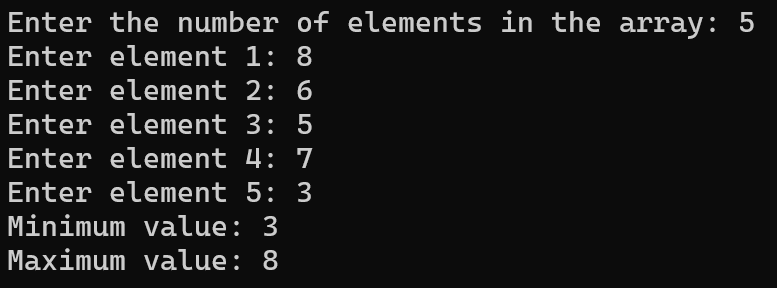 Enter the number of elements in the array: 5
Enter element 1: 8
Enter element 2: 6
Enter element 3: 5
Enter element 4: 7
Enter element 5: 3
Minimum value: 3
Maximum value: 8